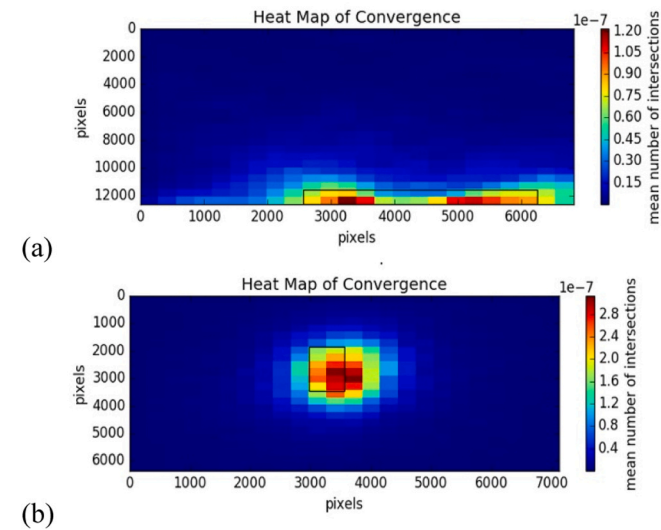 Heat Map of Convergence
1e−7
0
2000
4000
6000
8000
10000
12000
pixels
0 1000 2000 3000 4000 5000 6000
pixels
1.20
1.05
0.90
0.75
0.60
0.45
0.30
0.15
mean number of intersections
(a)
Heat Map of Convergence
1e−7
0
1000
2000
3000
4000
5000
6000
pixels
0 1000 2000 3000 4000 5000 6000 7000
pixels
2.8
2.4
2.0
1.6
1.2
0.8
0.4
mean number of intersections
(b)